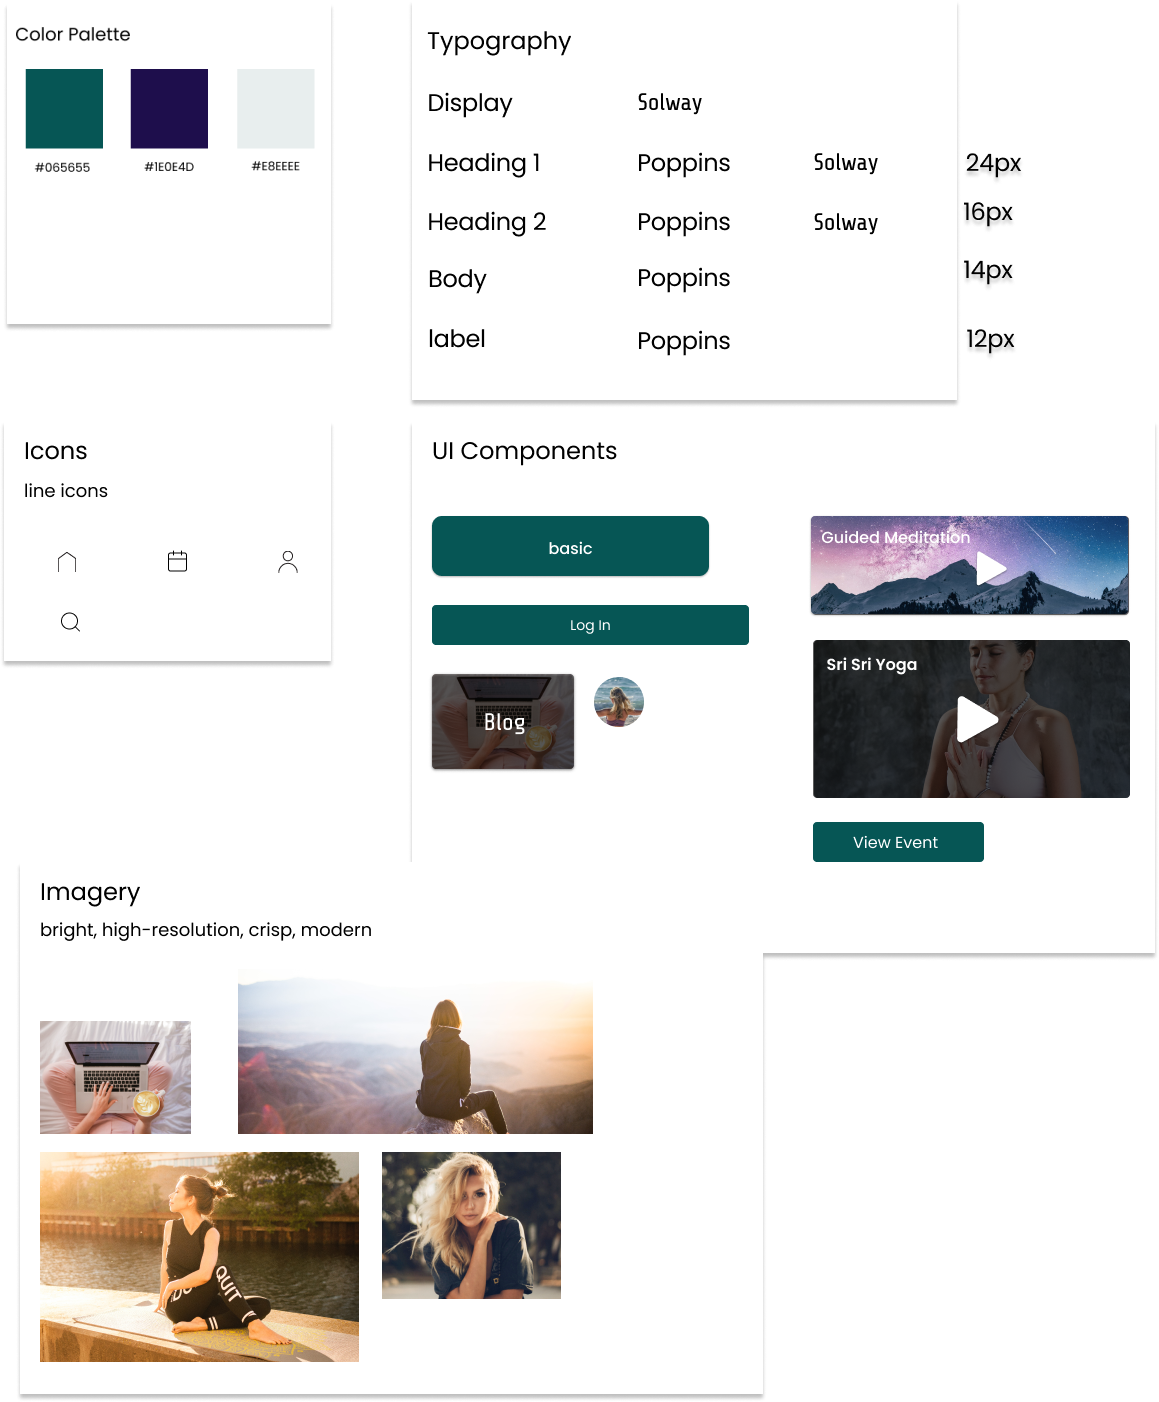 Color Palette
#065655
#1E0E4D
#E8EEEE
Typography
Display Solway
Heading 1 Poppins Solway 24px
Heading 2 Poppins Solway 16px
Body Poppins 14px
label Poppins 12px
Icons
line icons
UI Components
basic
Log In
Blog
Guided Meditation
Sri Sri Yoga
View Event
Imagery
bright, high-resolution, crisp, modern
DO
QUIT